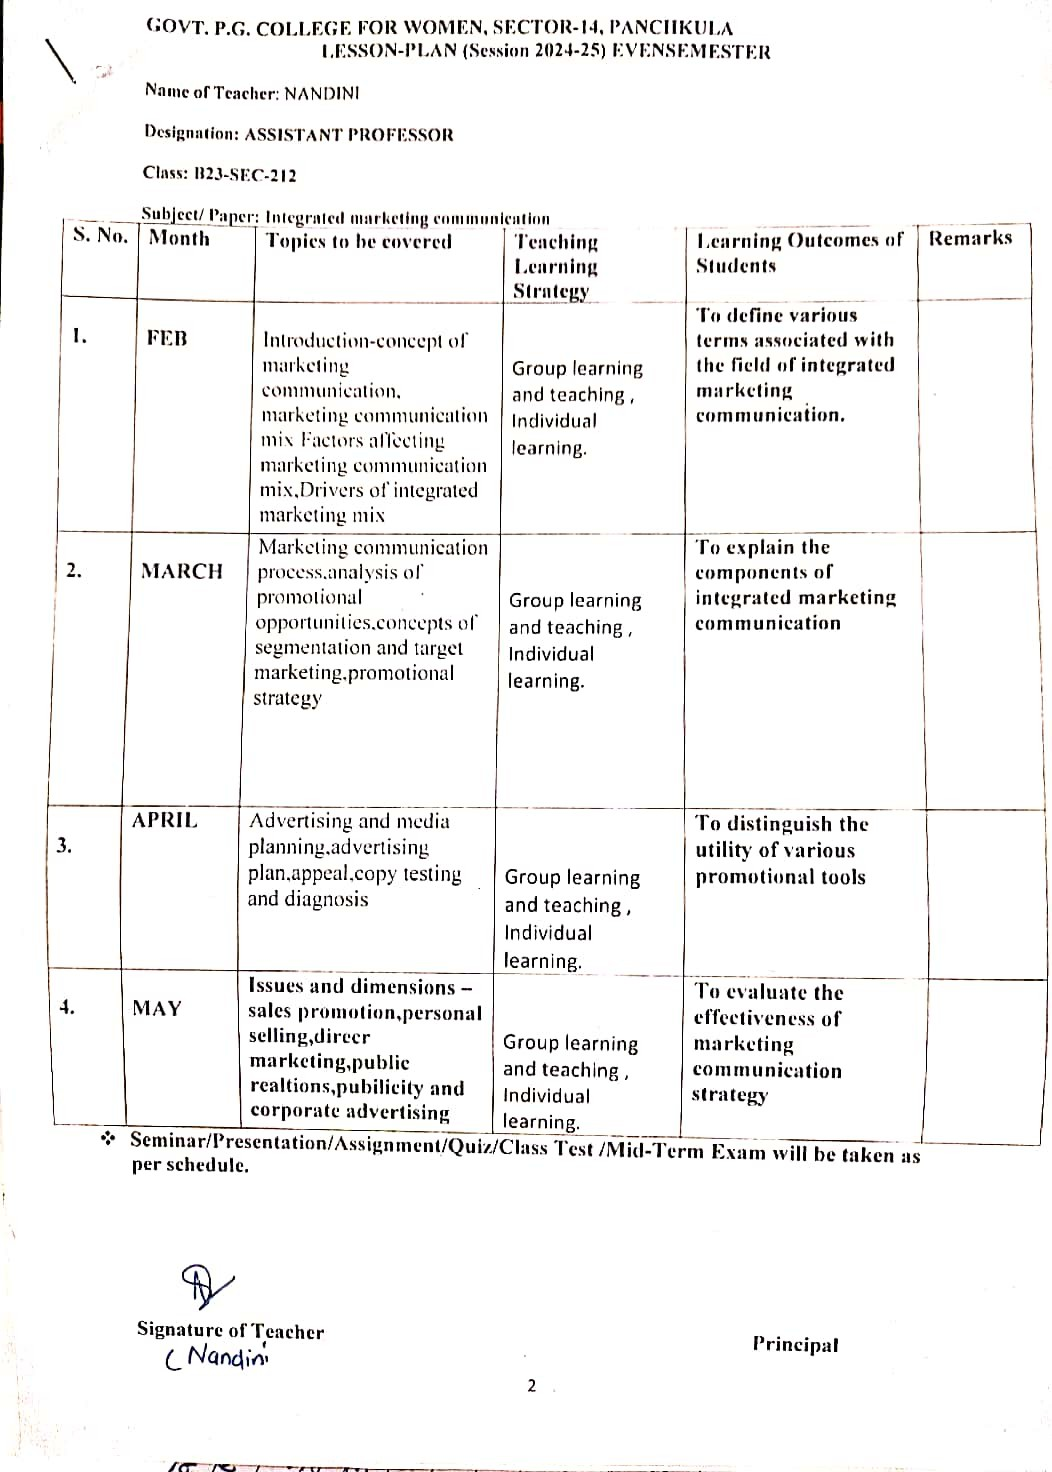 GOVT. P.G. COLLEGE FOR WOMEN, SECTOR-14, PANCHKULA
LESSON-PLAN (Session 2024-25) EVENSEMESTER
Name of Teacher: NANDINI
Designation: ASSISTANT PROFESSOR
Class: B23-SEC-212
Subject/ Paper: Integrated marketing communication
S. No.
Month
Topics to be covered
Teaching
Learning
Strategy
Learning Outcomes of
Students
Remarks
1.
FEB
Introduction-concept of
marketing
communication,
marketing communication
mix Factors affecting
marketing communication
mix,Drivers of integrated
marketing mix
Group learning
and teaching ,
Individual
learning.
To define various
terms associated with
the field of integrated
marketing
communication.
2.
MARCH
Marketing communication
process,analysis of
promotional
opportunities,concepts of
segmentation and target
marketing,promotional
strategy
Group learning
and teaching ,
Individual
learning.
To explain the
components of
integrated marketing
communication
3.
APRIL
Advertising and media
planning,advertising
plan,appeal,copy testing
and diagnosis
Group learning
and teaching ,
Individual
learning.
To distinguish the
utility of various
promotional tools
4.
MAY
Issues and dimensions –
sales promotion,personal
selling,direcr
marketing,public
realtions,pubilicity and
corporate advertising
Group learning
and teaching ,
Individual
learning.
To evaluate the
effectiveness of
marketing
communication
strategy
❖ Seminar/Presentation/Assignment/Quiz/Class Test /Mid-Term Exam will be taken as
per schedule.
Signature of Teacher
( Nandini
Principal
2